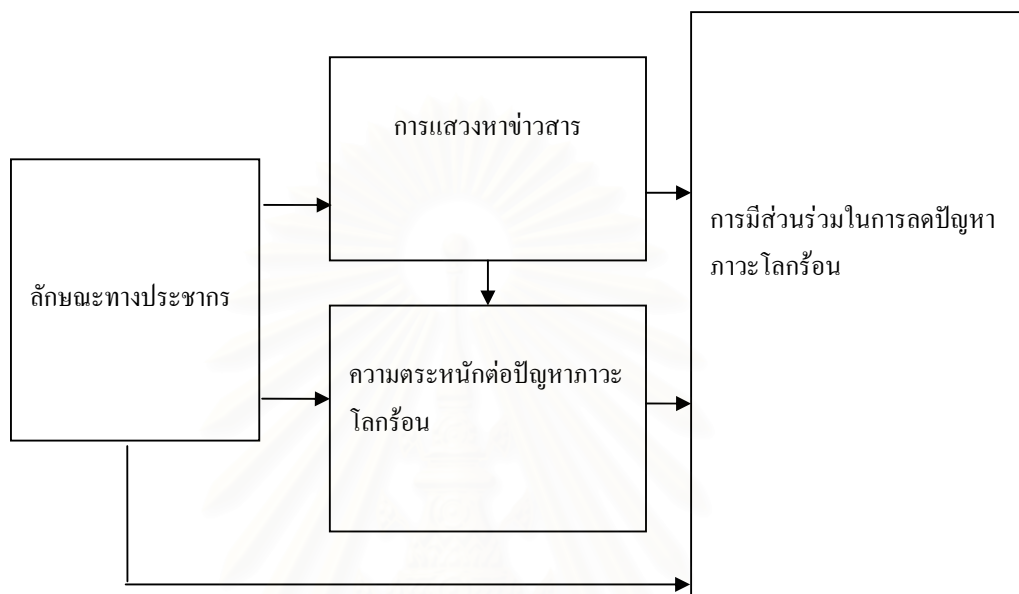 การแสวงหาข่าวสาร
ลักษณะทางประชากร
ความตระหนักต่อปัญหาภาวะ
โลกร้อน
การมีส่วนร่วมในการลดปัญหา
ภาวะโลกร้อน